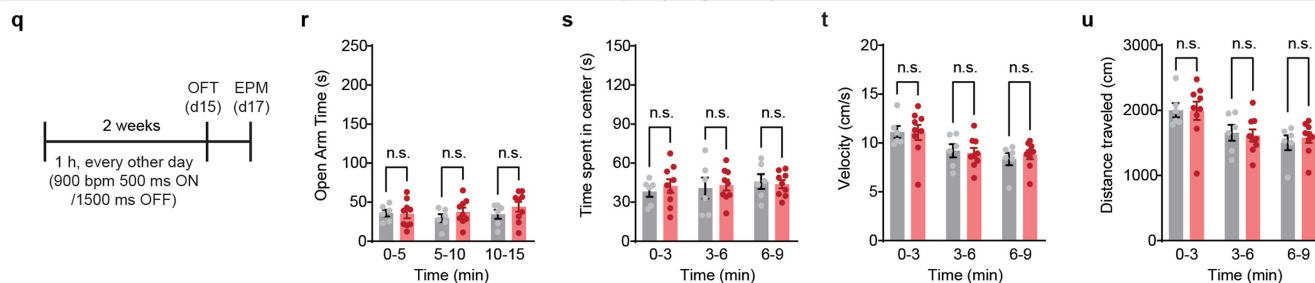 q
OFT
(d15)
EPM
(d17)
2 weeks
1 h, every other day
(900 bpm 500 ms ON
/1500 ms OFF)
r
Open Arm Time (s)
250
200
150
100
50
0
n.s.
n.s.
n.s.
0-5
5-10
10-15
Time (min)
s
Time spent in center (s)
150
120
90
60
30
0
n.s.
n.s.
n.s.
0-3
3-6
6-9
Time (min)
t
Velocity (cm/s)
20
15
10
5
0
n.s.
n.s.
n.s.
0-3
3-6
6-9
Time (min)
u
Distance traveled (cm)
3000
2000
1000
0
n.s.
n.s.
n.s.
0-3
3-6
6-9
Time (min)